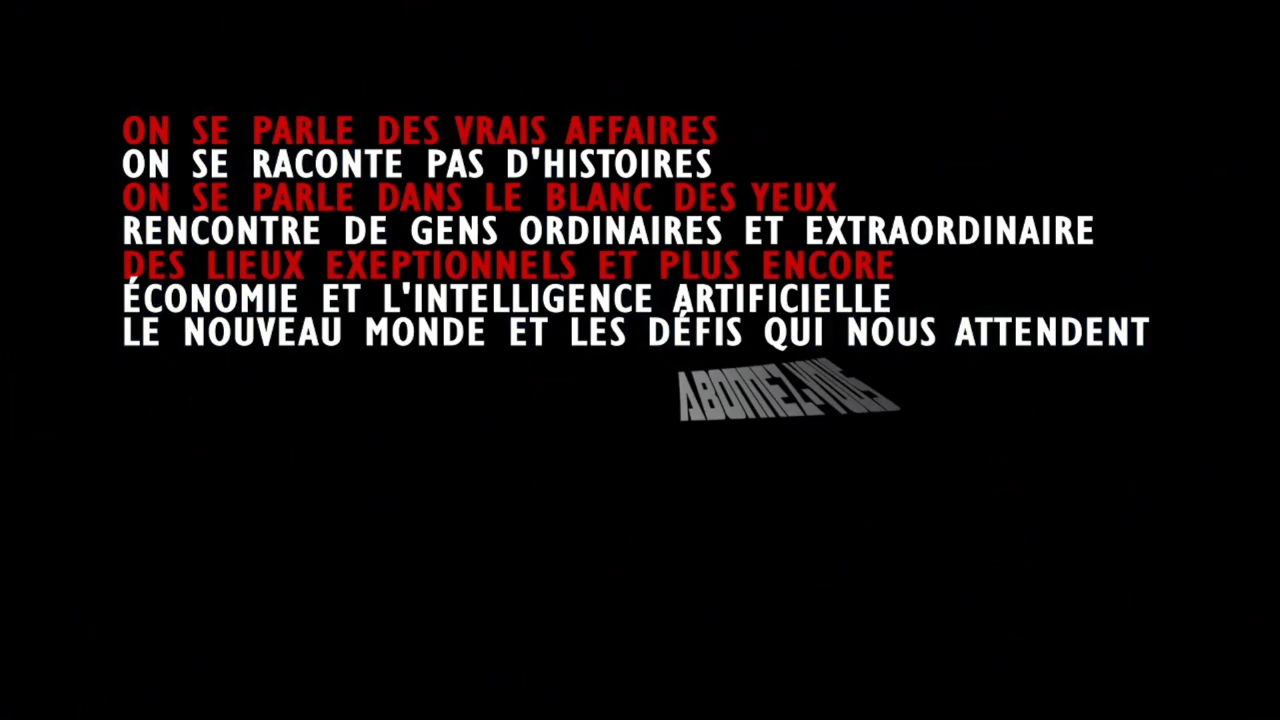 ON SE PARLE DES VRAIS AFFAIRES
ON SE RACONTE PAS D'HISTOIRES
ON SE PARLE DANS LE BLANC DES YEUX
RENCONTRE DE GENS ORDINAIRES ET EXTRAORDINAIRE
DES LIEUX EXEPTIONNELS ET PLUS ENCORE
ÉCONOMIE ET L'INTELLIGENCE ARTIFICIELLE
LE NOUVEAU MONDE ET LES DÉFIS QUI NOUS ATTENDENT
ABONNEZ-VOUS